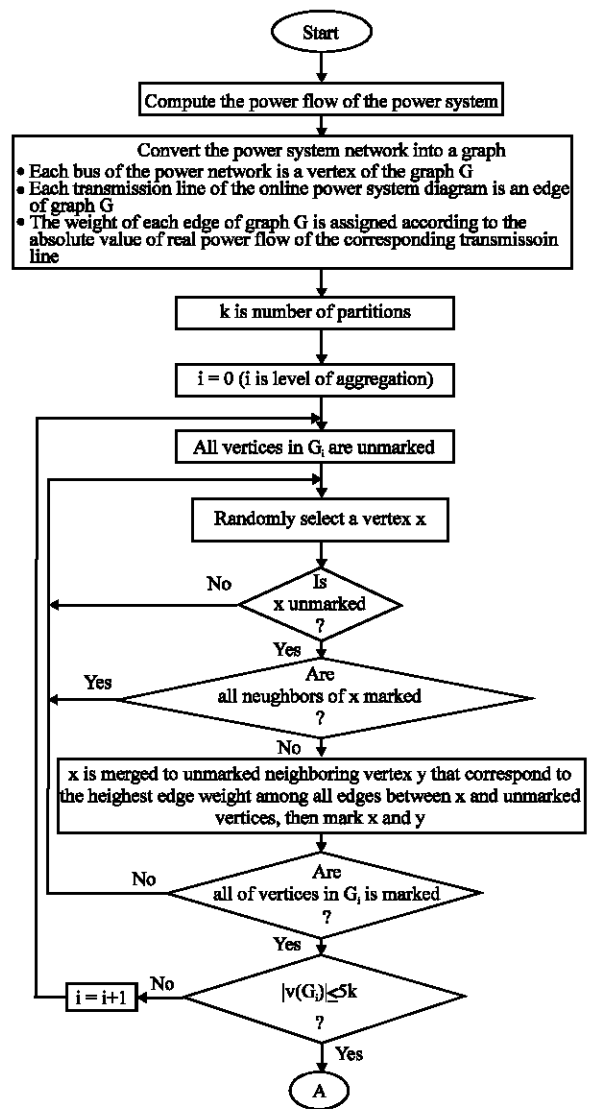 Start
Compute the power flow of the power system
Convert the power system network into a graph
• Each bus of the power network is a vertex of the graph G
• Each transmission line of the online power system diagram is an edge
of graph G
• The weight of each edge of graph G is assigned according to the
absolute value of real power flow of the corresponding transmissoin
line
k is number of partitions
i = 0 (i is level of aggregation)
All vertices in Gi are unmarked
Randomly select a vertex x
No
Is
x unmarked
?
Yes
Yes
Are
all neighbors of x marked
?
No
x is merged to unmarked neighboring vertex y that correspond to
the heighest edge weight among all edges between x and unmarked
vertices, then mark x and y
No
Are
all of vertices in Gi is marked
?
Yes
i = i+1
No
|v(Gi)|≤5k
?
Yes
A